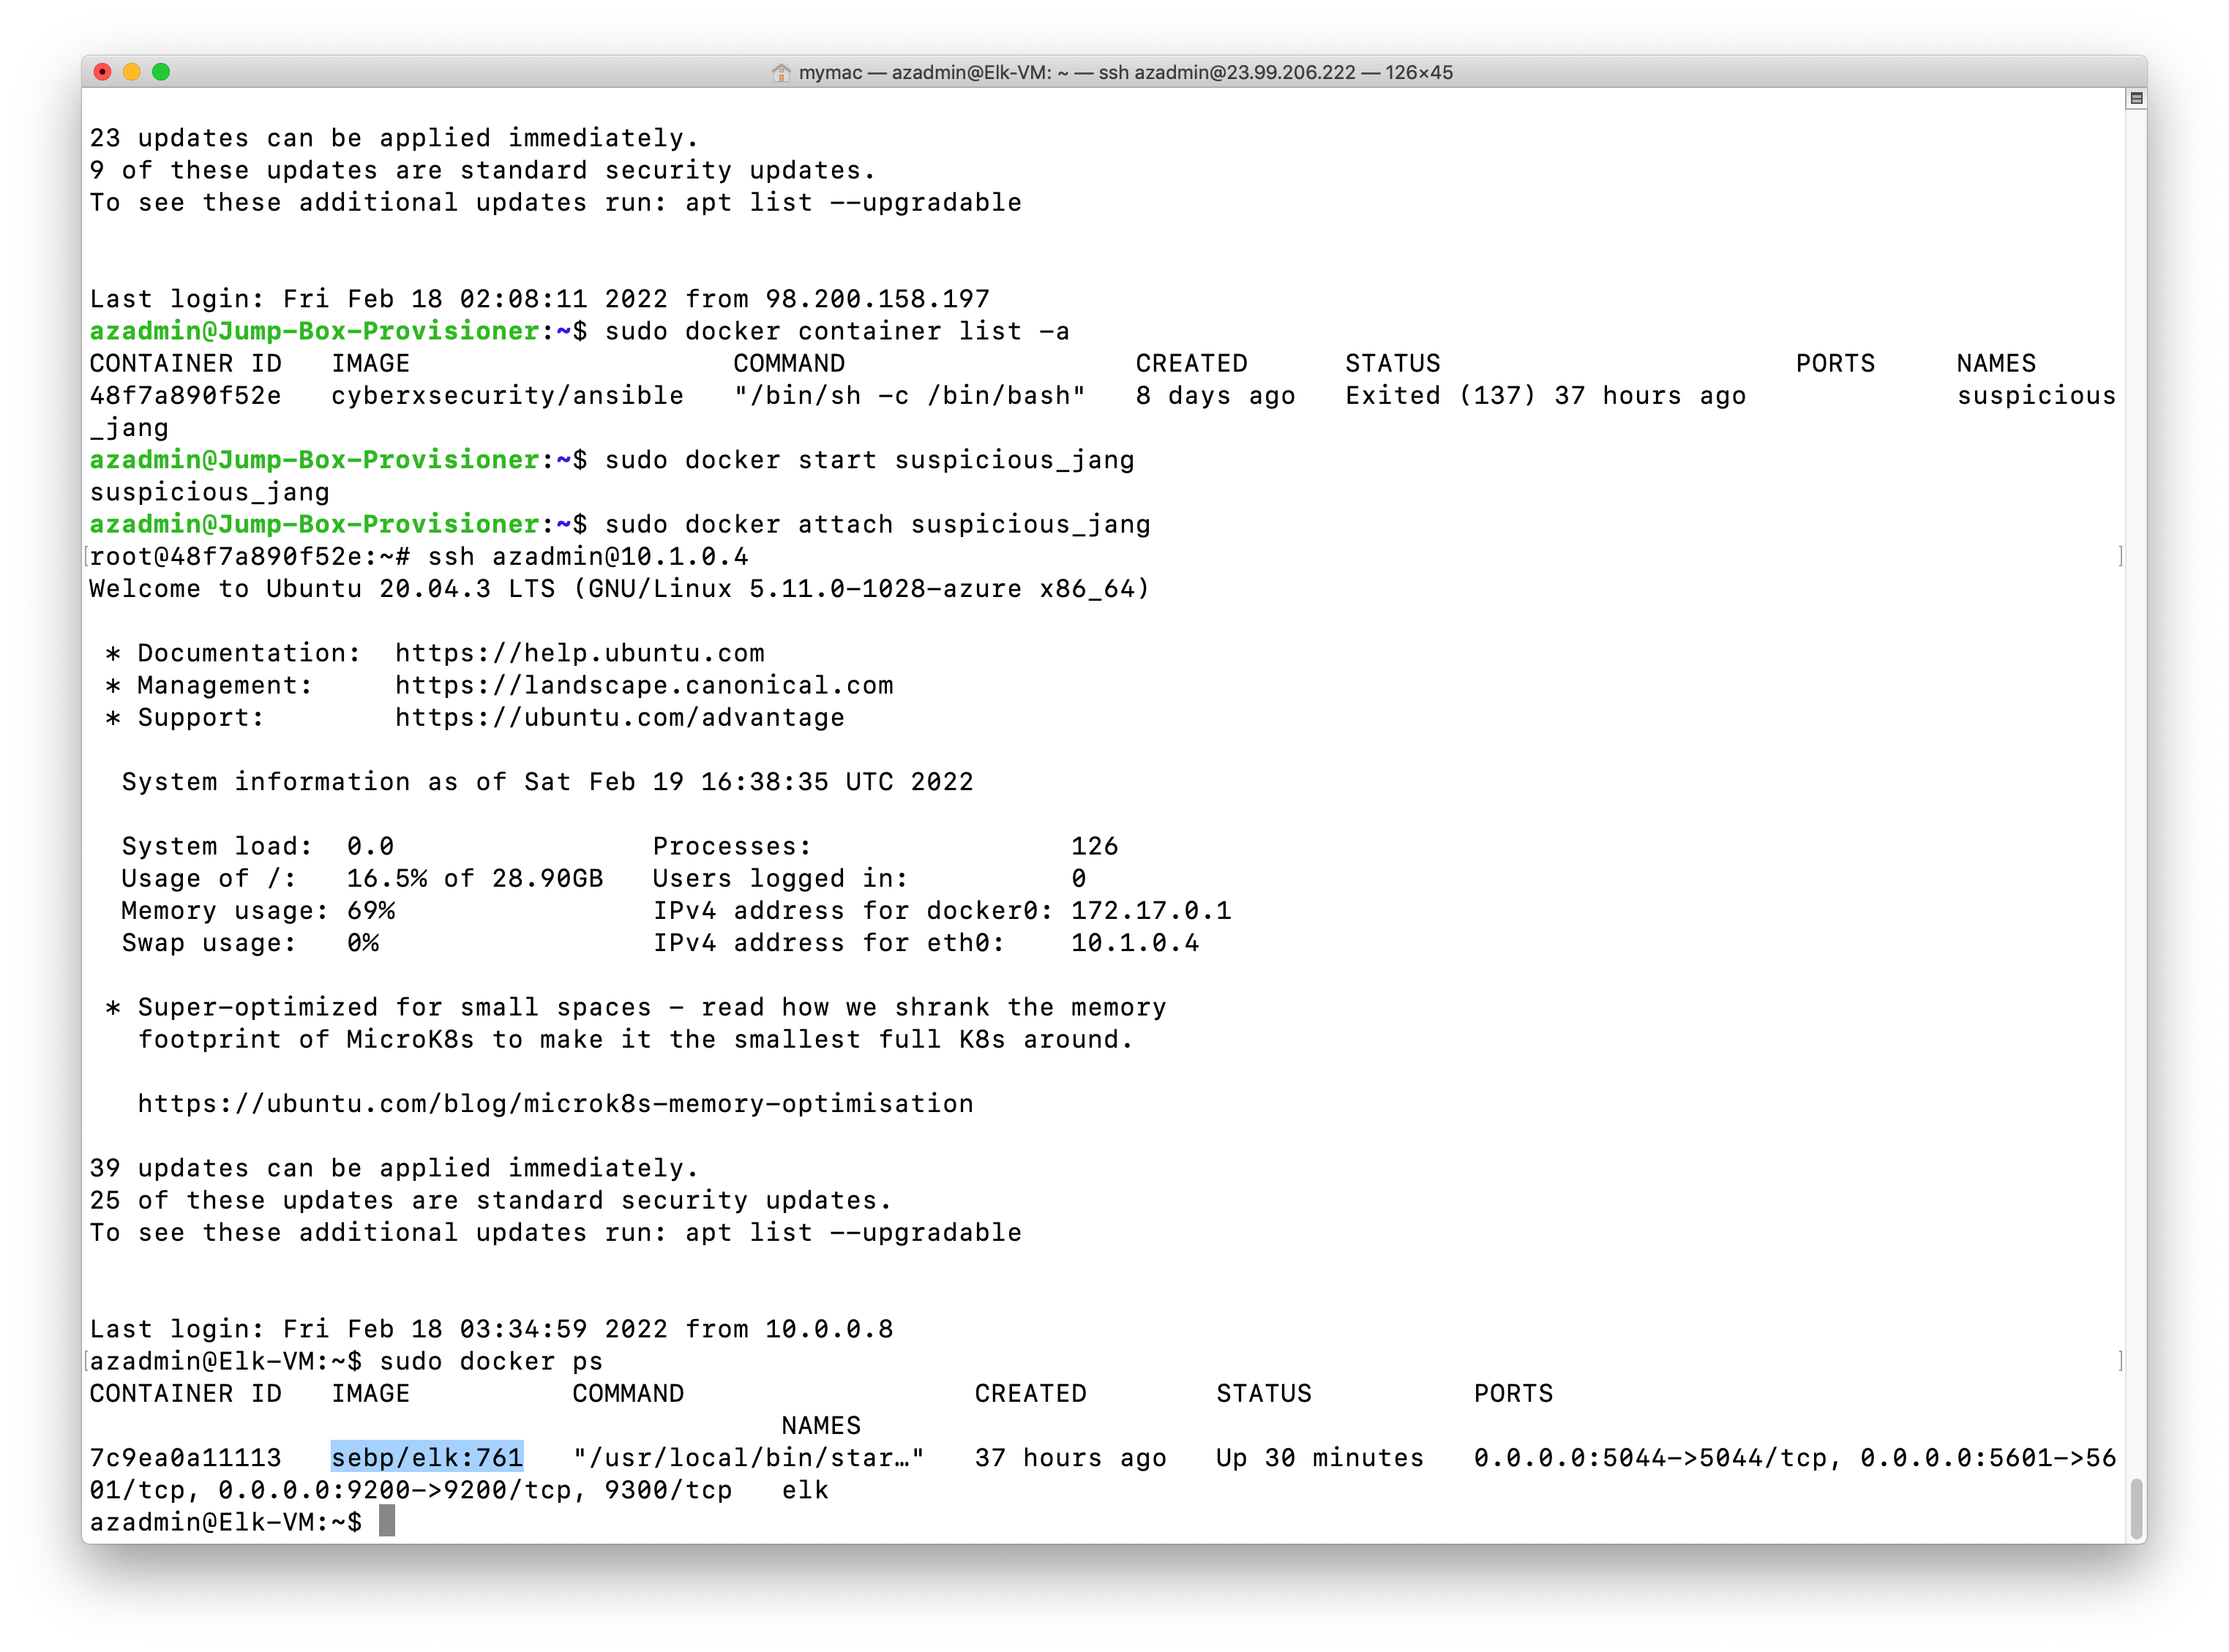 mymac — azadmin@Elk-VM: ~ — ssh azadmin@23.99.206.222 — 126×45
23 updates can be applied immediately.
9 of these updates are standard security updates.
To see these additional updates run: apt list --upgradable
Last login: Fri Feb 18 02:08:11 2022 from 98.200.158.197
azadmin@Jump-Box-Provisioner:~$ sudo docker container list -a
CONTAINER ID   IMAGE                    COMMAND                  CREATED      STATUS                      PORTS     NAMES
48f7a890f52e   cyberxsecurity/ansible   "/bin/sh -c /bin/bash"   8 days ago   Exited (137) 37 hours ago             suspicious
_jang
azadmin@Jump-Box-Provisioner:~$ sudo docker start suspicious_jang
suspicious_jang
azadmin@Jump-Box-Provisioner:~$ sudo docker attach suspicious_jang
root@48f7a890f52e:~# ssh azadmin@10.1.0.4
Welcome to Ubuntu 20.04.3 LTS (GNU/Linux 5.11.0-1028-azure x86_64)
 * Documentation:  https://help.ubuntu.com
 * Management:     https://landscape.canonical.com
 * Support:        https://ubuntu.com/advantage
  System information as of Sat Feb 19 16:38:35 UTC 2022
  System load:  0.0                Processes:                126
  Usage of /:   16.5% of 28.90GB   Users logged in:          0
  Memory usage: 69%                IPv4 address for docker0: 172.17.0.1
  Swap usage:   0%                 IPv4 address for eth0:    10.1.0.4
 * Super-optimized for small spaces - read how we shrank the memory
   footprint of MicroK8s to make it the smallest full K8s around.
   https://ubuntu.com/blog/microk8s-memory-optimisation
39 updates can be applied immediately.
25 of these updates are standard security updates.
To see these additional updates run: apt list --upgradable
Last login: Fri Feb 18 03:34:59 2022 from 10.0.0.8
azadmin@Elk-VM:~$ sudo docker ps
CONTAINER ID   IMAGE          COMMAND                  CREATED        STATUS          PORTS
                                           NAMES
7c9ea0a11113   sebp/elk:761   "/usr/local/bin/star…"   37 hours ago   Up 30 minutes   0.0.0.0:5044->5044/tcp, 0.0.0.0:5601->56
01/tcp, 0.0.0.0:9200->9200/tcp, 9300/tcp   elk
azadmin@Elk-VM:~$